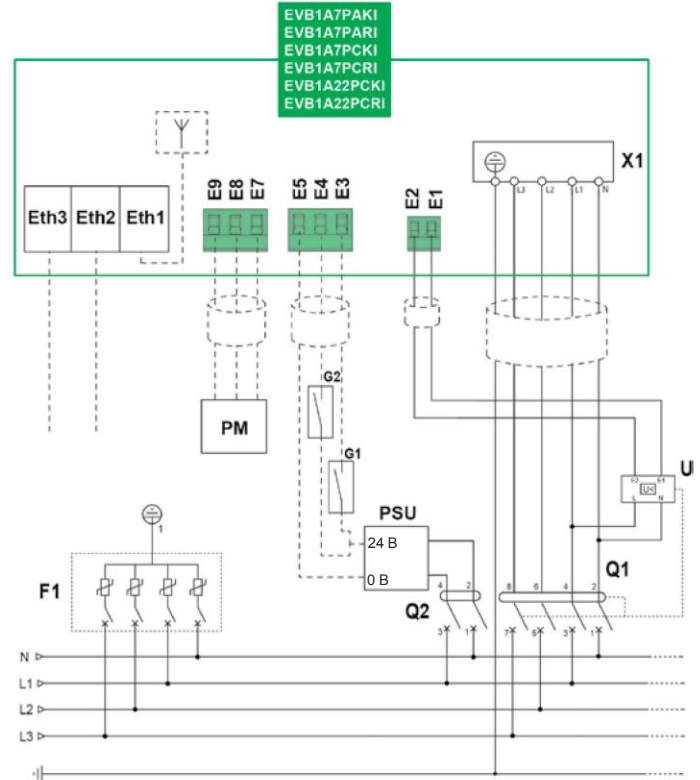 EVB1A7PAKI
EVB1A7PARI
EVB1A7PCKI
EVB1A7PCRI
EVB1A22PCKI
EVB1A22PCRI
X1
L3 L2 L1 N
Eth3 Eth2 Eth1
E9 E8 E7
E5 E4 E3
E2 E1
G2
PM
G1
U
E2 E1
U<
L N
PSU
24 В
0 В
1
F1
Q2
4 2
3 1
Q1
8 6 4 2
7 5 3 1
N
L1
L2
L3